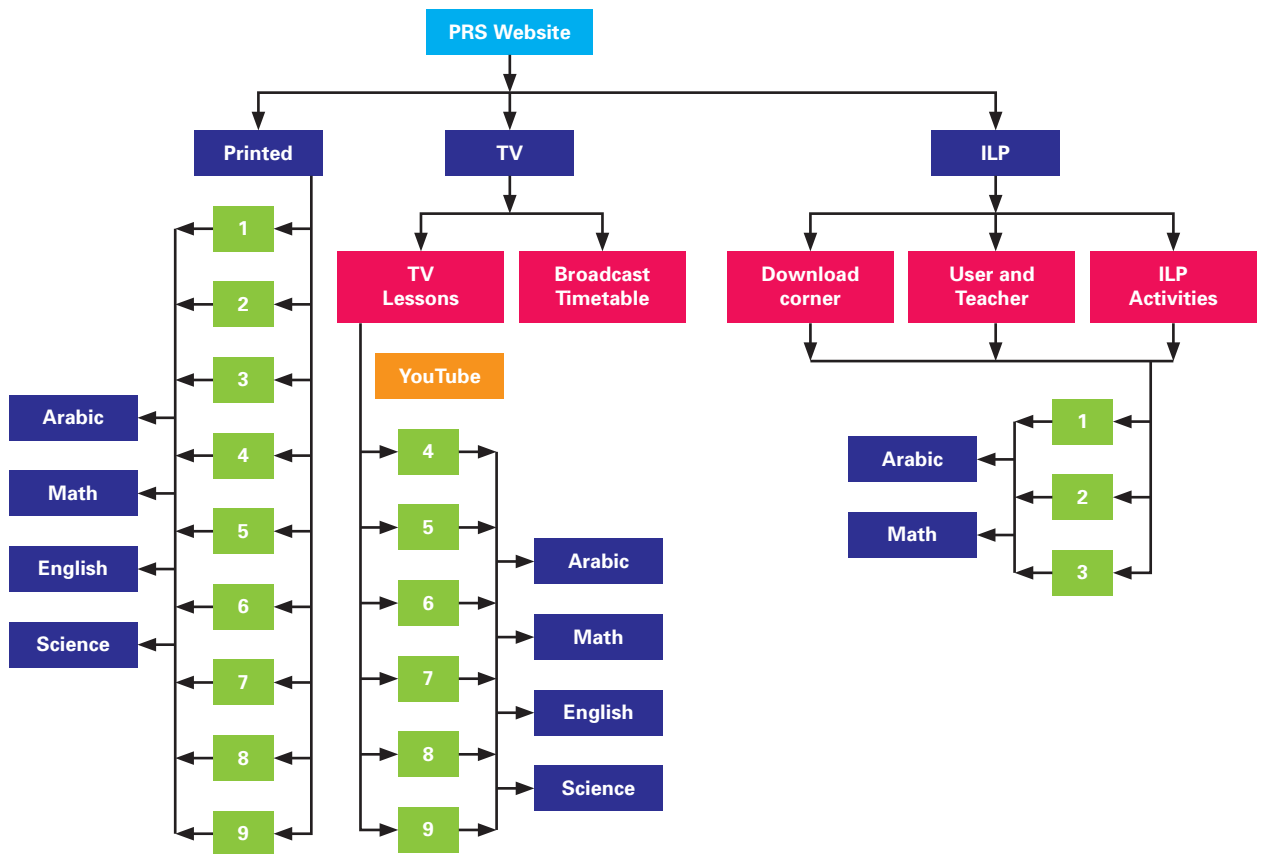 PRS Website
Printed
TV
ILP
1
2
3
4
5
6
7
8
9
Arabic
Math
English
Science
TV
Lessons
Broadcast
Timetable
YouTube
4
5
6
7
8
9
Arabic
Math
English
Science
Download
corner
User and
Teacher
ILP
Activities
1
2
3
Arabic
Math